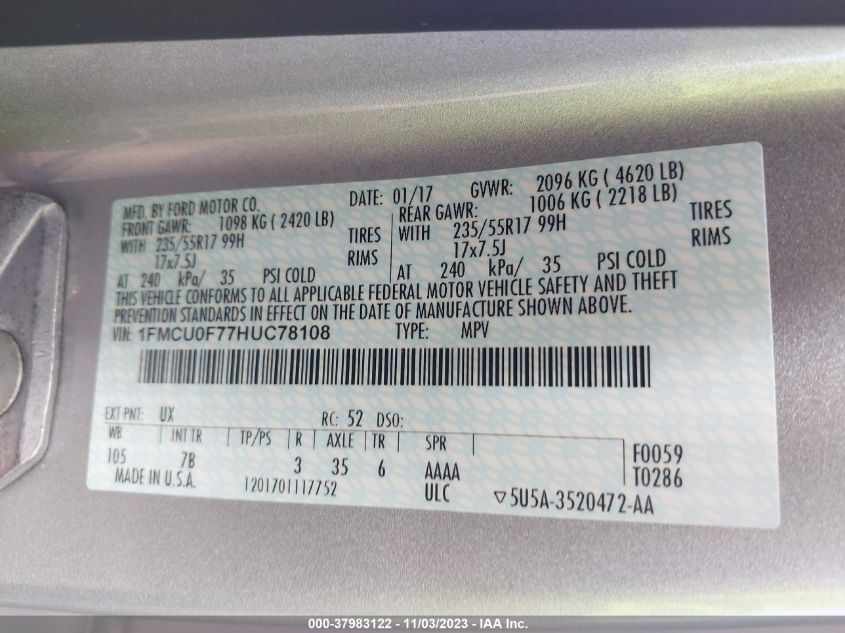 MFD. BY FORD MOTOR CO. DATE: 01/17 GVWR: 2096 KG ( 4620 LB)
FRONT GAWR: 1098 KG ( 2420 LB) REAR GAWR: 1006 KG ( 2218 LB)
WITH 235/55R17 99H TIRES WITH 235/55R17 99H TIRES
17x7.5J RIMS 17x7.5J RIMS
AT 240 kPa/ 35 PSI COLD AT 240 kPa/ 35 PSI COLD
THIS VEHICLE CONFORMS TO ALL APPLICABLE FEDERAL MOTOR VEHICLE SAFETY AND THEFT
PREVENTION STANDARDS IN EFFECT ON THE DATE OF MANUFACTURE SHOWN ABOVE.
VIN: 1FMCU0F77HUC78108 TYPE: MPV
EXT PNT: UX RC: 52 DSO:
WB INT TR TP/PS R AXLE TR SPR F0059
105 7B 3 35 6 AAAA T0286
MADE IN U.S.A. 1201701117752 ULC ▽5U5A-3520472-AA
000-37983122 - 11/03/2023 - IAA Inc.